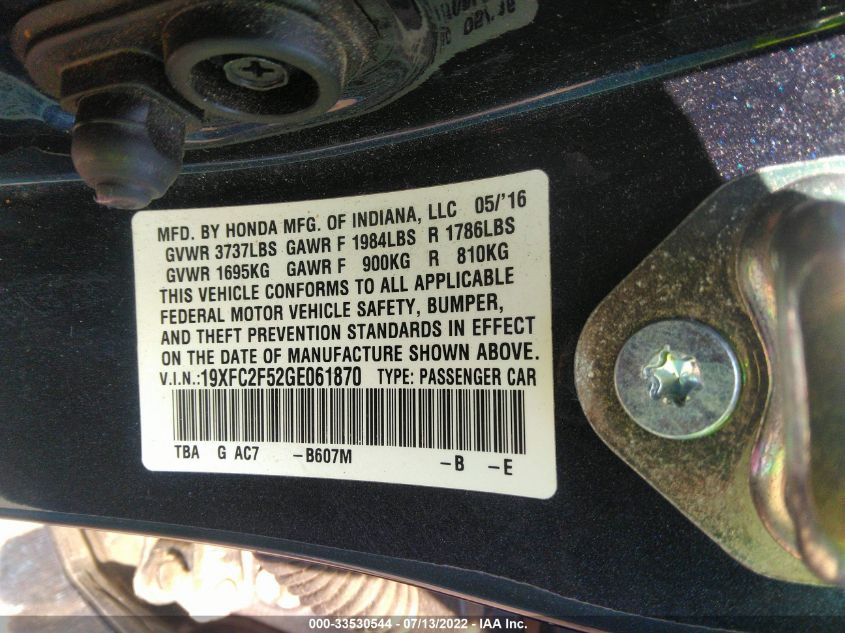 MFD. BY HONDA MFG. OF INDIANA, LLC 05/'16
GVWR 3737LBS GAWR F 1984LBS R 1786LBS
GVWR 1695KG GAWR F 900KG R 810KG
THIS VEHICLE CONFORMS TO ALL APPLICABLE
FEDERAL MOTOR VEHICLE SAFETY, BUMPER,
AND THEFT PREVENTION STANDARDS IN EFFECT
ON THE DATE OF MANUFACTURE SHOWN ABOVE.
V.I.N.:19XFC2F52GE061870 TYPE: PASSENGER CAR
TBA G AC7 -B607M -B -E
000-33530544 - 07/13/2022 - IAA Inc.